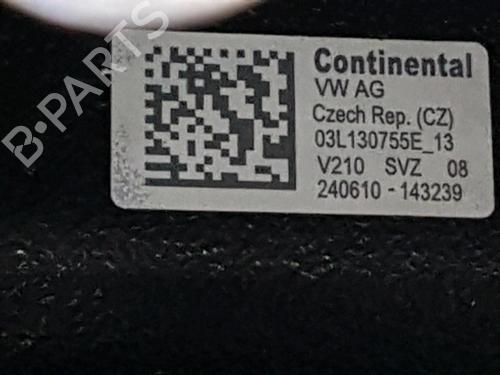 Continental
VW AG
Czech Rep. (CZ)
03L130755E_13
V210 SVZ 08
240610 - 143239
B-PARTS